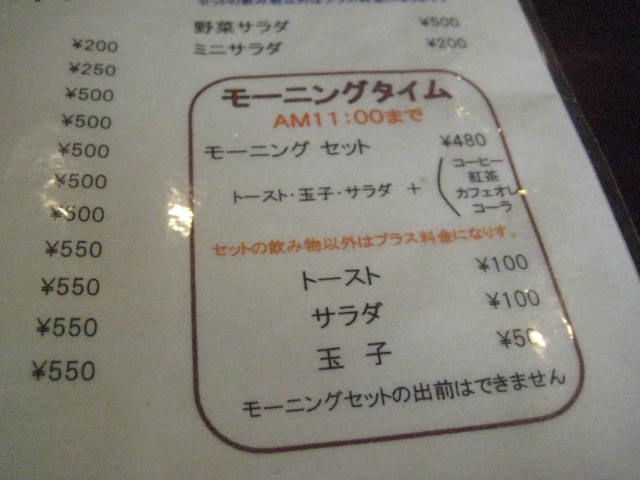 野菜サラダ ¥500
ミニサラダ ¥200
¥200
¥250
¥500
¥500
¥500
¥500
¥500
¥550
¥550
¥550
¥550
モーニングタイム
AM11:00まで
モーニング セット ¥480
トースト・玉子・サラダ +
コーヒー
紅茶
カフェオレ
コーラ
セットの飲み物以外はプラス料金になりす。
トースト ¥100
サラダ ¥100
玉 子 ¥50
モーニングセットの出前はできません